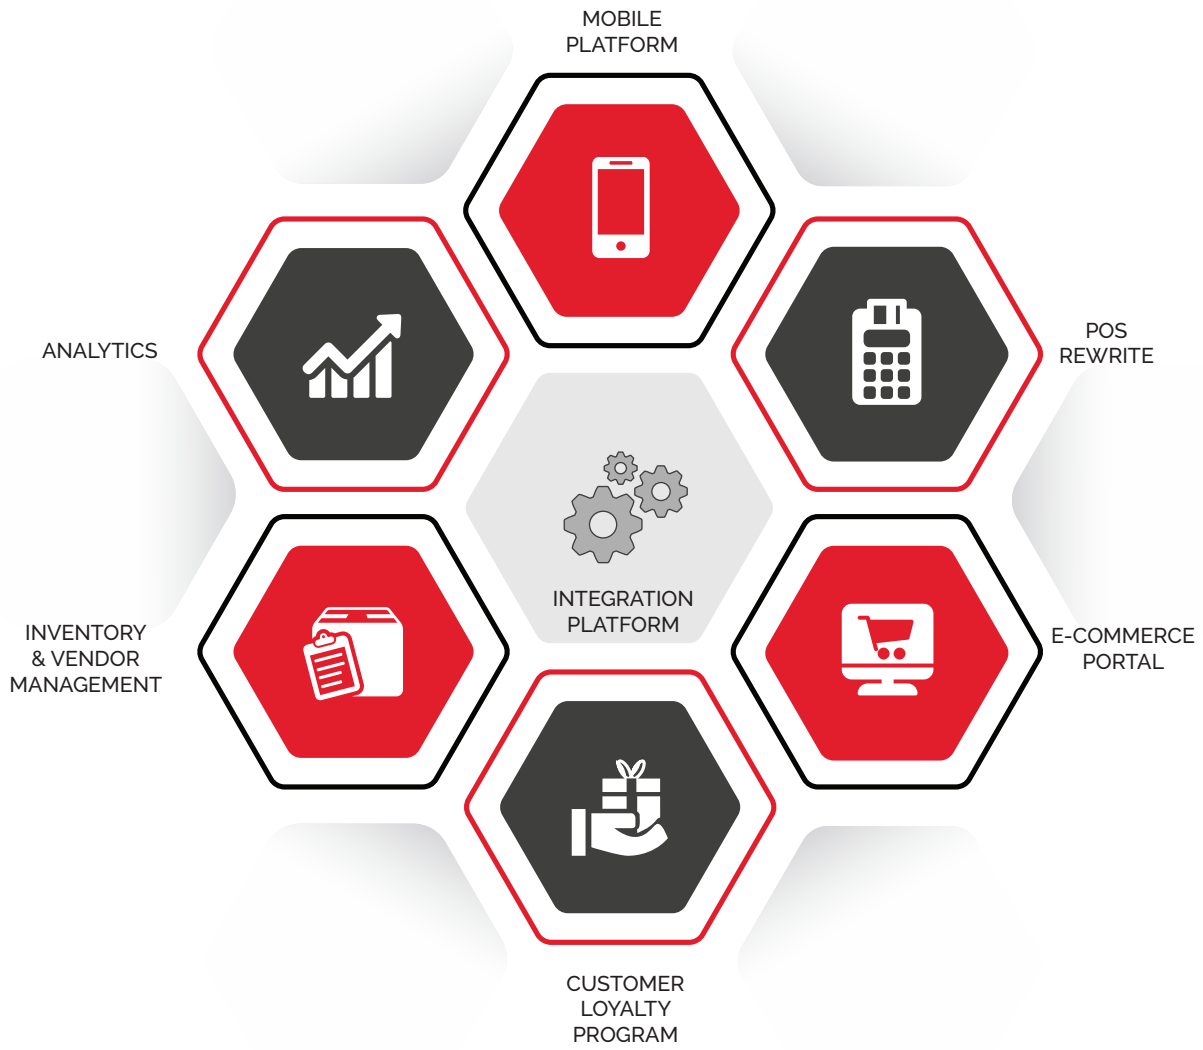 MOBILE
PLATFORM
ANALYTICS
POS
REWRITE
INTEGRATION
PLATFORM
INVENTORY
& VENDOR
MANAGEMENT
E-COMMERCE
PORTAL
CUSTOMER
LOYALTY
PROGRAM